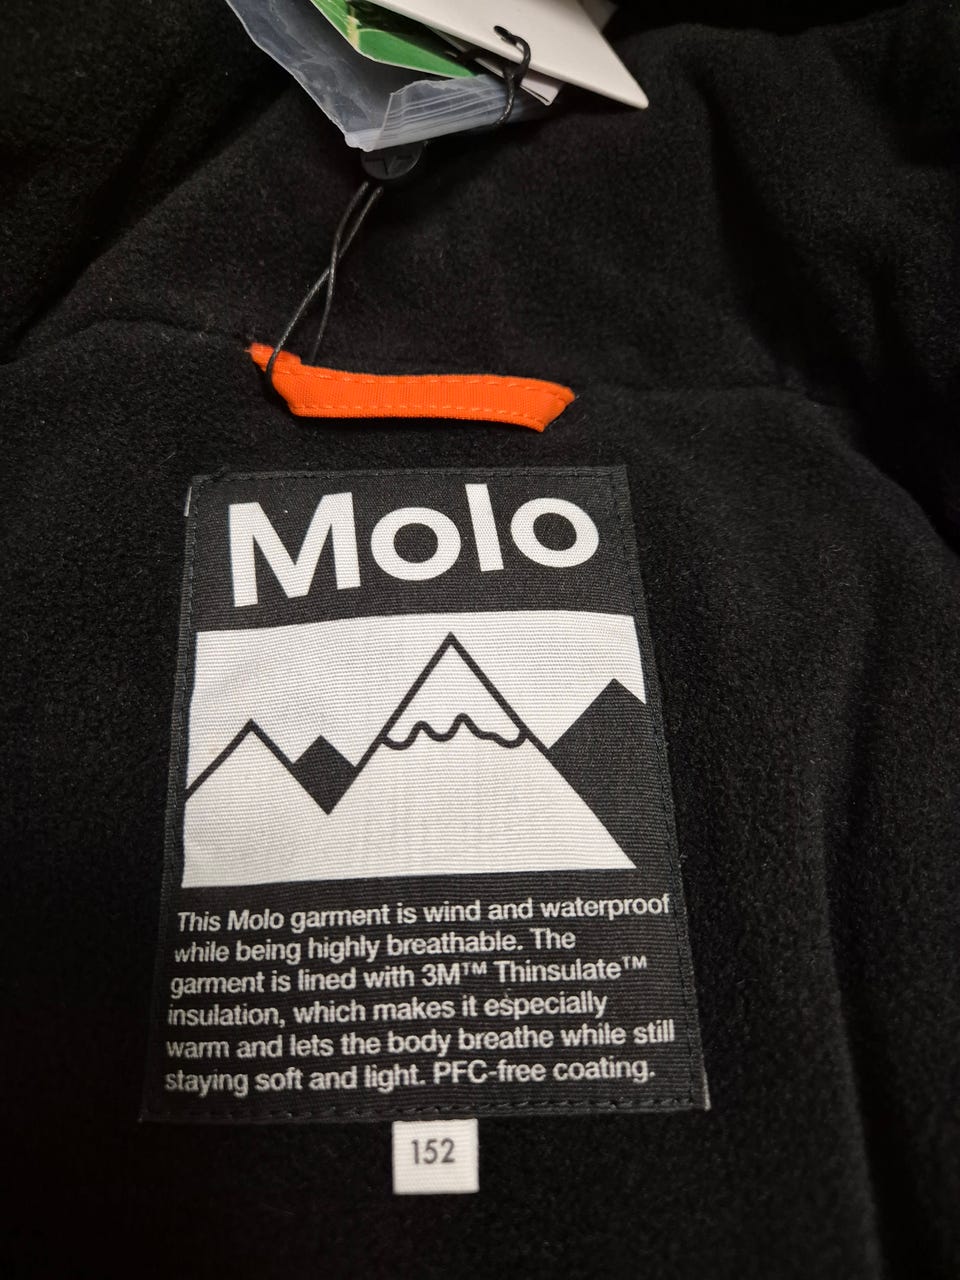 Molo
This Molo garment is wind and waterproof
while being highly breathable. The
garment is lined with 3M™ Thinsulate™
insulation, which makes it especially
warm and lets the body breathe while still
staying soft and light. PFC-free coating.
152